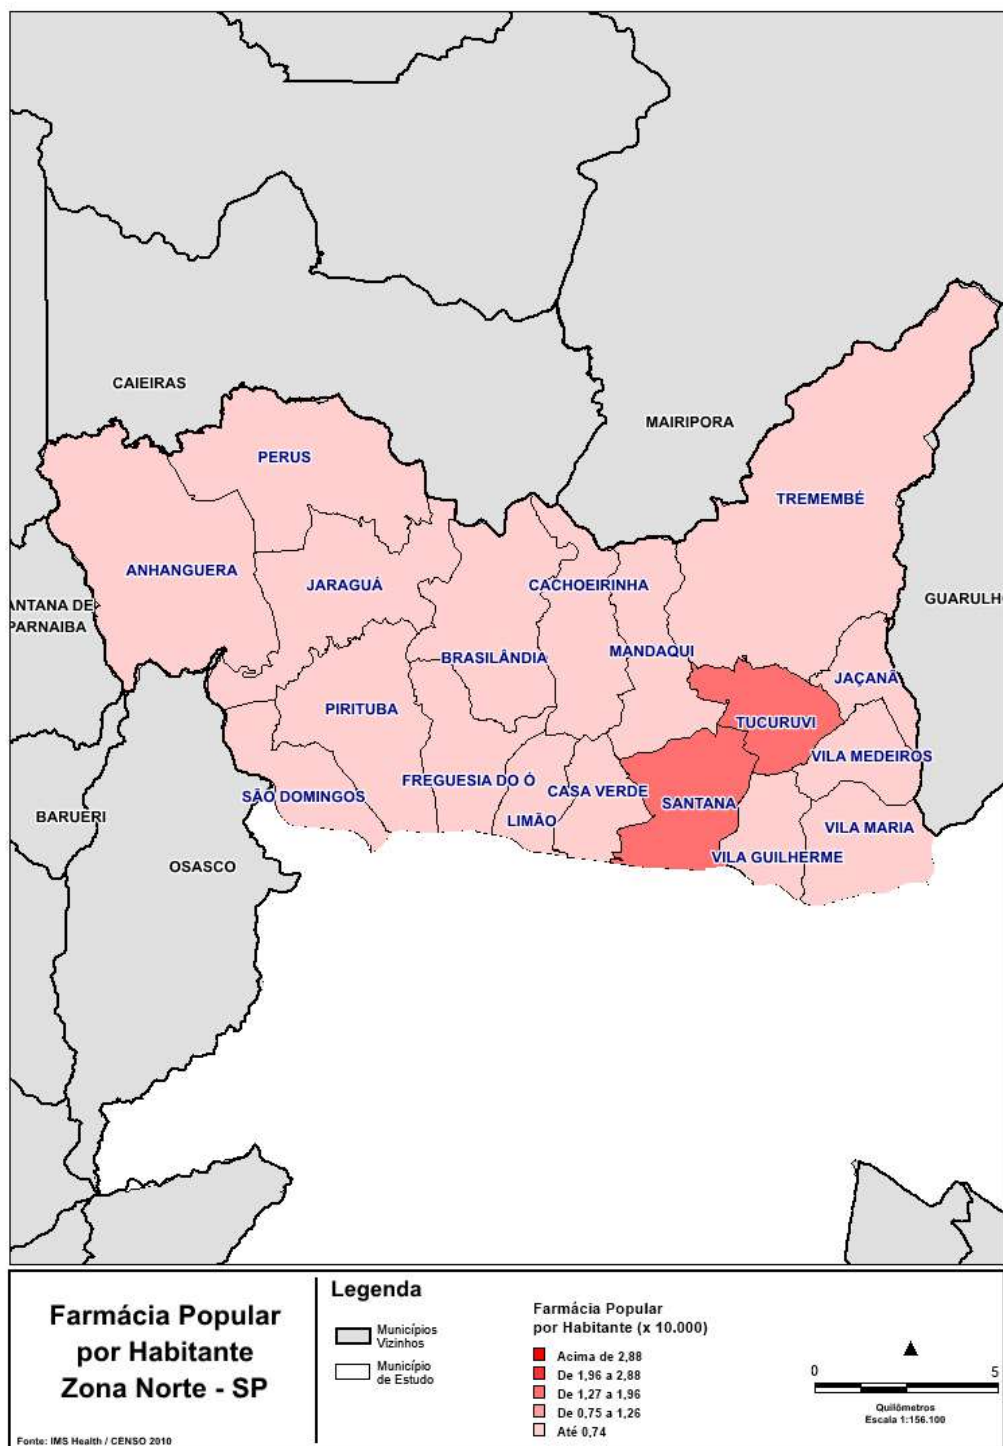 CAIEIRAS
MAIRIPORA
PERUS
TREMEMBÉ
ANHANGUERA
JARAGUÁ
CACHOEIRINHA
GUARULH
ANTANA DE
PARNAIBA
BRASILÂNDIA
MANDAQUI
JAÇANÃ
PIRITUBA
TUCURUVI
VILA MEDEIROS
FREGUESIA DO Ó
CASA VERDE
SÃO DOMINGOS
SANTANA
BARUERI
LIMÃO
VILA MARIA
VILA GUILHERME
OSASCO
Farmácia Popular
por Habitante
Zona Norte - SP
Fonte: IMS Health / CENSO 2010
Legenda
Municípios
Vizinhos
Município
de Estudo
Farmácia Popular
por Habitante (x 10.000)
Acima de 2,88
De 1,96 a 2,88
De 1,27 a 1,96
De 0,75 a 1,26
Até 0,74
0 5
Quilômetros
Escala 1:156.100